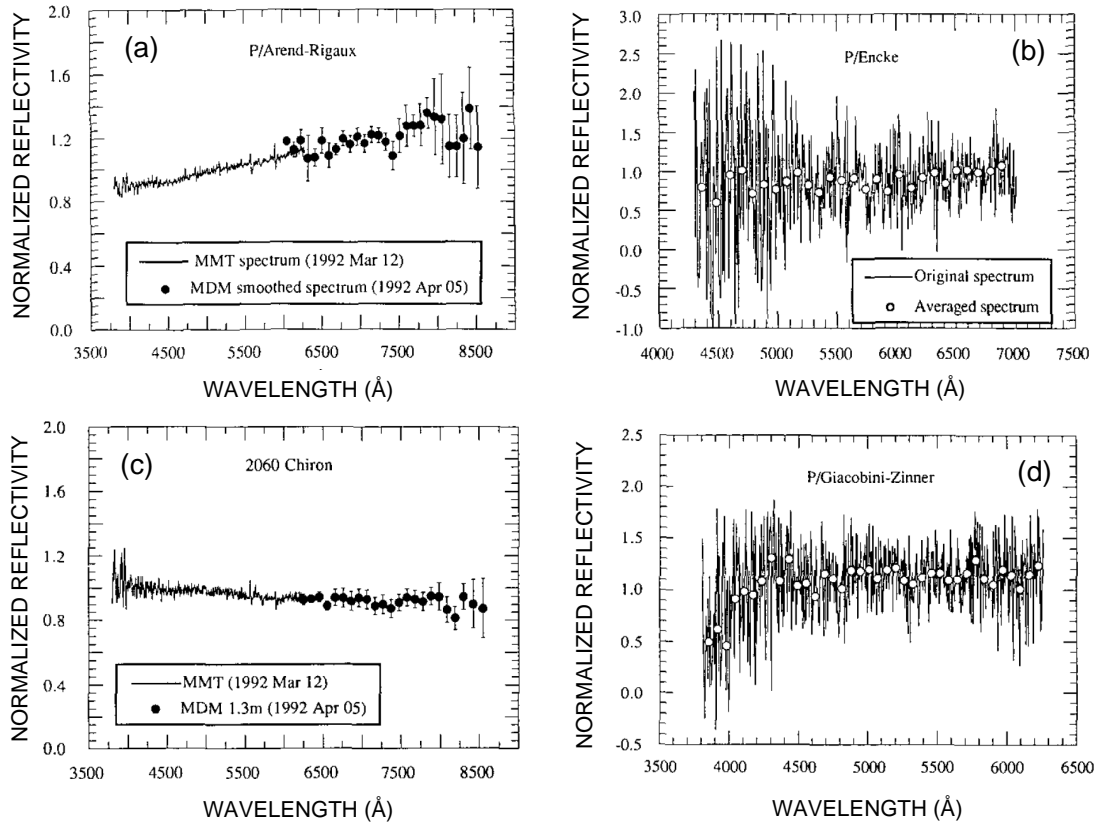 (a)
P/Arend-Rigaux
NORMALIZED REFLECTIVITY
2.0
1.6
1.2
0.8
0.4
0.0
MMT spectrum (1992 Mar 12)
MDM smoothed spectrum (1992 Apr 05)
3500 4500 5500 6500 7500 8500
WAVELENGTH (Å)
(b)
P/Encke
NORMALIZED REFLECTIVITY
3.0
2.5
2.0
1.5
1.0
0.5
0.0
-0.5
-1.0
Original spectrum
Averaged spectrum
4000 4500 5000 5500 6000 6500 7000 7500
WAVELENGTH (Å)
(c)
2060 Chiron
NORMALIZED REFLECTIVITY
2.0
1.6
1.2
0.8
0.4
0.0
MMT (1992 Mar 12)
MDM 1.3m (1992 Apr 05)
3500 4500 5500 6500 7500 8500
WAVELENGTH (Å)
(d)
P/Giacobini-Zinner
NORMALIZED REFLECTIVITY
2.5
2.0
1.5
1.0
0.5
0.0
-0.5
3500 4000 4500 5000 5500 6000 6500
WAVELENGTH (Å)